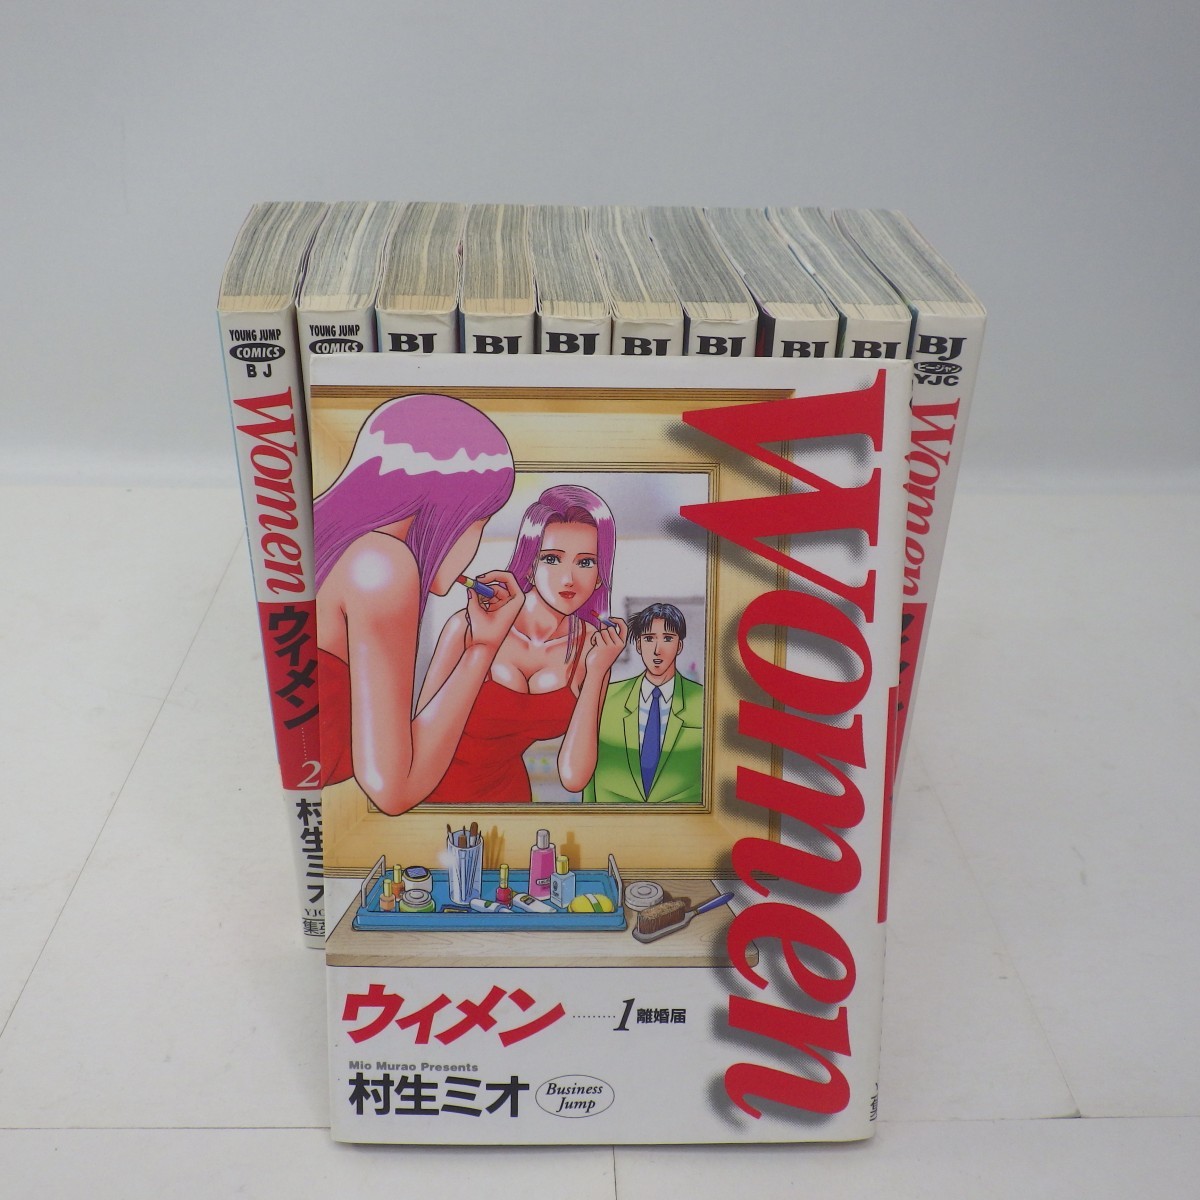 YOUNG JUMP
COMICS
BJ
Women
ウィメン
2
村生ミオ
YJC
YOUNG JUMP
COMICS
BJ
BJ
BJ
BJ
BJ
BJ
BJ
BJ
ビージャン
YJC
Women
Women
ウィメン………1離婚届
Mio Murao Presents
村生ミオ
Business
Jump